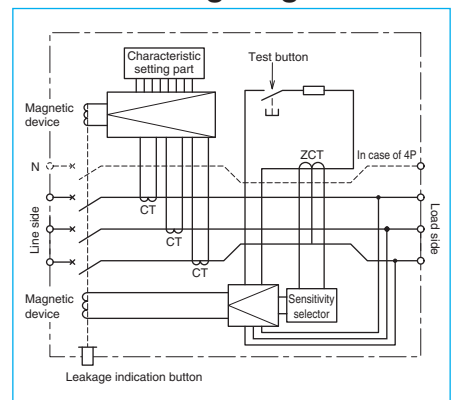 Characteristic
setting part
Test button
Magnetic
device
N
ZCT
In case of 4P
CT
CT
CT
Line side
Load side
Magnetic
device
Sensitivity
selector
Leakage indication button